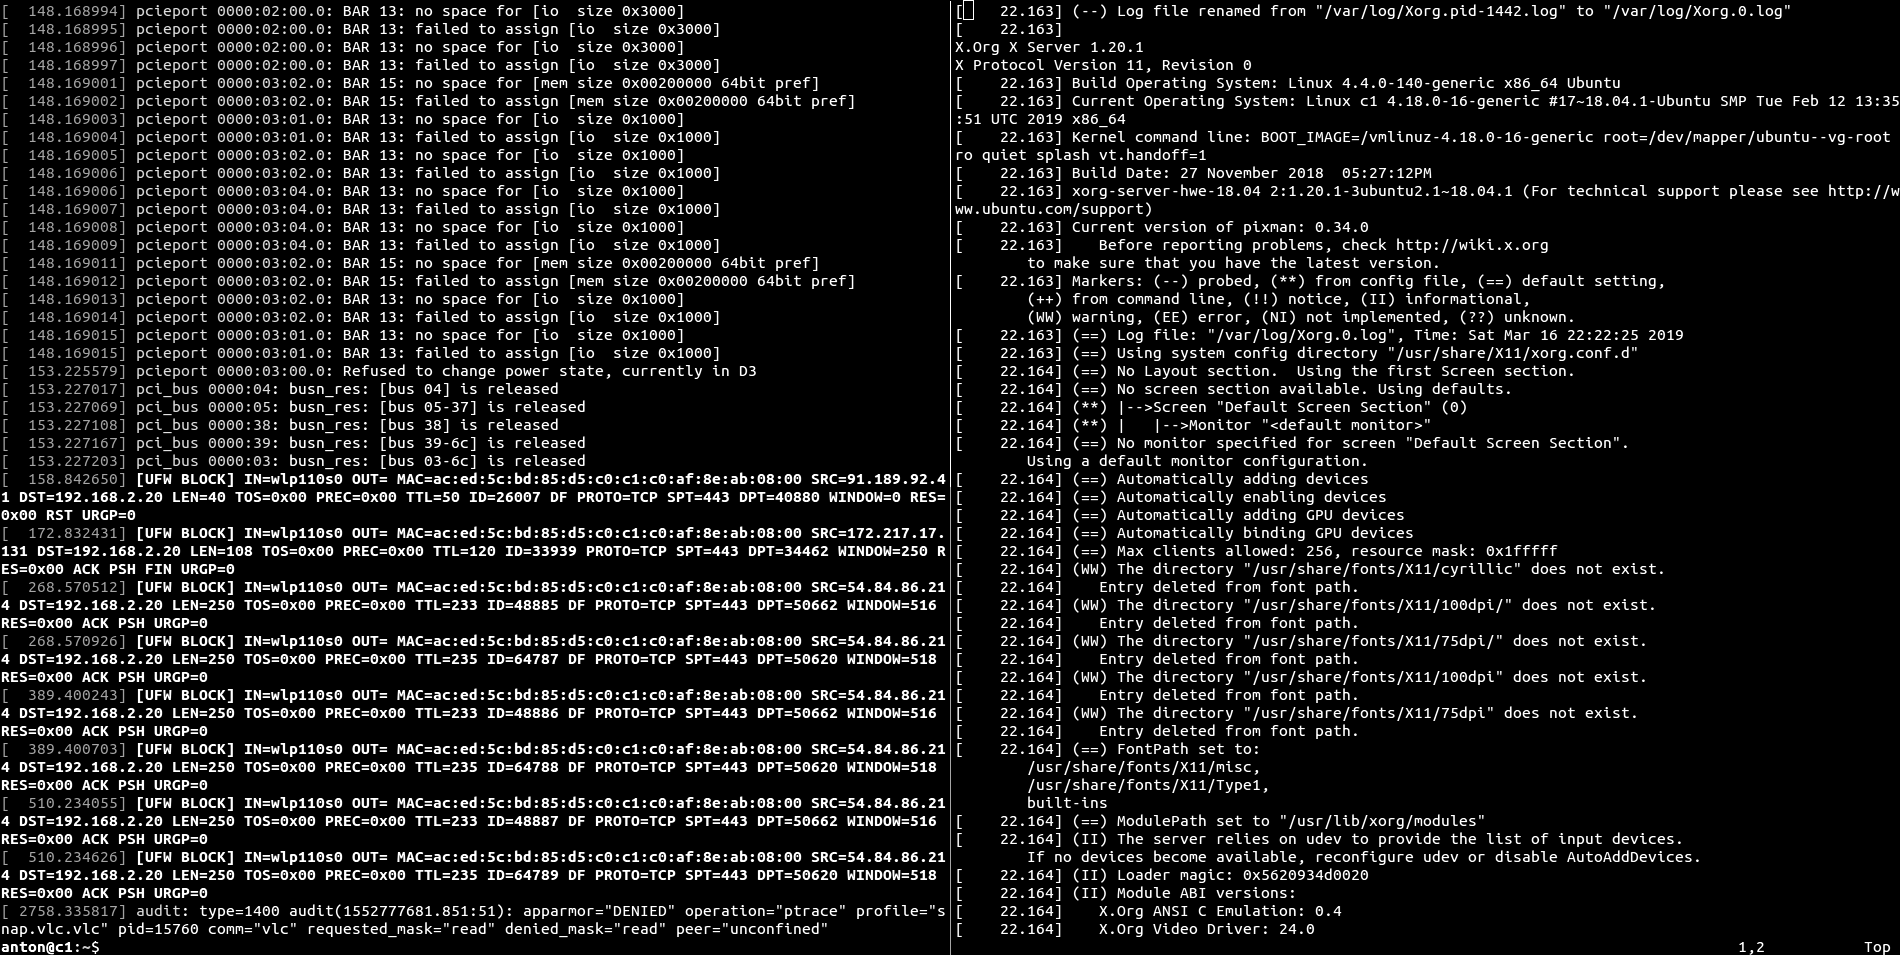 [  148.168994] pcieport 0000:02:00.0: BAR 13: no space for [io  size 0x3000]
[  148.168995] pcieport 0000:02:00.0: BAR 13: failed to assign [io  size 0x3000]
[  148.168996] pcieport 0000:02:00.0: BAR 13: no space for [io  size 0x3000]
[  148.168997] pcieport 0000:02:00.0: BAR 13: failed to assign [io  size 0x3000]
[  148.169001] pcieport 0000:03:02.0: BAR 15: no space for [mem size 0x00200000 64bit pref]
[  148.169002] pcieport 0000:03:02.0: BAR 15: failed to assign [mem size 0x00200000 64bit pref]
[  148.169003] pcieport 0000:03:01.0: BAR 13: no space for [io  size 0x1000]
[  148.169004] pcieport 0000:03:01.0: BAR 13: failed to assign [io  size 0x1000]
[  148.169005] pcieport 0000:03:02.0: BAR 13: no space for [io  size 0x1000]
[  148.169006] pcieport 0000:03:02.0: BAR 13: failed to assign [io  size 0x1000]
[  148.169006] pcieport 0000:03:04.0: BAR 13: no space for [io  size 0x1000]
[  148.169007] pcieport 0000:03:04.0: BAR 13: failed to assign [io  size 0x1000]
[  148.169008] pcieport 0000:03:04.0: BAR 13: no space for [io  size 0x1000]
[  148.169009] pcieport 0000:03:04.0: BAR 13: failed to assign [io  size 0x1000]
[  148.169011] pcieport 0000:03:02.0: BAR 15: no space for [mem size 0x00200000 64bit pref]
[  148.169012] pcieport 0000:03:02.0: BAR 15: failed to assign [mem size 0x00200000 64bit pref]
[  148.169013] pcieport 0000:03:02.0: BAR 13: no space for [io  size 0x1000]
[  148.169014] pcieport 0000:03:02.0: BAR 13: failed to assign [io  size 0x1000]
[  148.169015] pcieport 0000:03:01.0: BAR 13: no space for [io  size 0x1000]
[  148.169015] pcieport 0000:03:01.0: BAR 13: failed to assign [io  size 0x1000]
[  153.225579] pcieport 0000:03:00.0: Refused to change power state, currently in D3
[  153.227017] pci_bus 0000:04: busn_res: [bus 04] is released
[  153.227069] pci_bus 0000:05: busn_res: [bus 05-37] is released
[  153.227108] pci_bus 0000:38: busn_res: [bus 38] is released
[  153.227167] pci_bus 0000:39: busn_res: [bus 39-6c] is released
[  153.227203] pci_bus 0000:03: busn_res: [bus 03-6c] is released
[  158.842650] [UFW BLOCK] IN=wlp110s0 OUT= MAC=ac:ed:5c:bd:85:d5:c0:c1:c0:af:8e:ab:08:00 SRC=91.189.92.4
1 DST=192.168.2.20 LEN=40 TOS=0x00 PREC=0x00 TTL=50 ID=26007 DF PROTO=TCP SPT=443 DPT=40880 WINDOW=0 RES=
0x00 RST URGP=0
[  172.832431] [UFW BLOCK] IN=wlp110s0 OUT= MAC=ac:ed:5c:bd:85:d5:c0:c1:c0:af:8e:ab:08:00 SRC=172.217.17.
131 DST=192.168.2.20 LEN=108 TOS=0x00 PREC=0x00 TTL=120 ID=33939 PROTO=TCP SPT=443 DPT=34462 WINDOW=250 R
ES=0x00 ACK PSH FIN URGP=0
[  268.570512] [UFW BLOCK] IN=wlp110s0 OUT= MAC=ac:ed:5c:bd:85:d5:c0:c1:c0:af:8e:ab:08:00 SRC=54.84.86.21
4 DST=192.168.2.20 LEN=250 TOS=0x00 PREC=0x00 TTL=233 ID=48885 DF PROTO=TCP SPT=443 DPT=50662 WINDOW=516
RES=0x00 ACK PSH URGP=0
[  268.570926] [UFW BLOCK] IN=wlp110s0 OUT= MAC=ac:ed:5c:bd:85:d5:c0:c1:c0:af:8e:ab:08:00 SRC=54.84.86.21
4 DST=192.168.2.20 LEN=250 TOS=0x00 PREC=0x00 TTL=235 ID=64787 DF PROTO=TCP SPT=443 DPT=50620 WINDOW=518
RES=0x00 ACK PSH URGP=0
[  389.400243] [UFW BLOCK] IN=wlp110s0 OUT= MAC=ac:ed:5c:bd:85:d5:c0:c1:c0:af:8e:ab:08:00 SRC=54.84.86.21
4 DST=192.168.2.20 LEN=250 TOS=0x00 PREC=0x00 TTL=233 ID=48886 DF PROTO=TCP SPT=443 DPT=50662 WINDOW=516
RES=0x00 ACK PSH URGP=0
[  389.400703] [UFW BLOCK] IN=wlp110s0 OUT= MAC=ac:ed:5c:bd:85:d5:c0:c1:c0:af:8e:ab:08:00 SRC=54.84.86.21
4 DST=192.168.2.20 LEN=250 TOS=0x00 PREC=0x00 TTL=235 ID=64788 DF PROTO=TCP SPT=443 DPT=50620 WINDOW=518
RES=0x00 ACK PSH URGP=0
[  510.234055] [UFW BLOCK] IN=wlp110s0 OUT= MAC=ac:ed:5c:bd:85:d5:c0:c1:c0:af:8e:ab:08:00 SRC=54.84.86.21
4 DST=192.168.2.20 LEN=250 TOS=0x00 PREC=0x00 TTL=233 ID=48887 DF PROTO=TCP SPT=443 DPT=50662 WINDOW=516
RES=0x00 ACK PSH URGP=0
[  510.234626] [UFW BLOCK] IN=wlp110s0 OUT= MAC=ac:ed:5c:bd:85:d5:c0:c1:c0:af:8e:ab:08:00 SRC=54.84.86.21
4 DST=192.168.2.20 LEN=250 TOS=0x00 PREC=0x00 TTL=235 ID=64789 DF PROTO=TCP SPT=443 DPT=50620 WINDOW=518
RES=0x00 ACK PSH URGP=0
[ 2758.335817] audit: type=1400 audit(1552777681.851:51): apparmor="DENIED" operation="ptrace" profile="s
nap.vlc.vlc" pid=15760 comm="vlc" requested_mask="read" denied_mask="read" peer="unconfined"
anton@c1:~$
[    22.163] (--) Log file renamed from "/var/log/Xorg.pid-1442.log" to "/var/log/Xorg.0.log"
[    22.163]
X.Org X Server 1.20.1
X Protocol Version 11, Revision 0
[    22.163] Build Operating System: Linux 4.4.0-140-generic x86_64 Ubuntu
[    22.163] Current Operating System: Linux c1 4.18.0-16-generic #17~18.04.1-Ubuntu SMP Tue Feb 12 13:35
:51 UTC 2019 x86_64
[    22.163] Kernel command line: BOOT_IMAGE=/vmlinuz-4.18.0-16-generic root=/dev/mapper/ubuntu--vg-root
ro quiet splash vt.handoff=1
[    22.163] Build Date: 27 November 2018  05:27:12PM
[    22.163] xorg-server-hwe-18.04 2:1.20.1-3ubuntu2.1~18.04.1 (For technical support please see http://w
ww.ubuntu.com/support)
[    22.163] Current version of pixman: 0.34.0
[    22.163]    Before reporting problems, check http://wiki.x.org
        to make sure that you have the latest version.
[    22.163] Markers: (--) probed, (**) from config file, (==) default setting,
        (++) from command line, (!!) notice, (II) informational,
        (WW) warning, (EE) error, (NI) not implemented, (??) unknown.
[    22.163] (==) Log file: "/var/log/Xorg.0.log", Time: Sat Mar 16 22:22:25 2019
[    22.163] (==) Using system config directory "/usr/share/X11/xorg.conf.d"
[    22.164] (==) No Layout section.  Using the first Screen section.
[    22.164] (==) No screen section available. Using defaults.
[    22.164] (**) |-->Screen "Default Screen Section" (0)
[    22.164] (**) |   |-->Monitor "<default monitor>"
[    22.164] (==) No monitor specified for screen "Default Screen Section".
        Using a default monitor configuration.
[    22.164] (==) Automatically adding devices
[    22.164] (==) Automatically enabling devices
[    22.164] (==) Automatically adding GPU devices
[    22.164] (==) Automatically binding GPU devices
[    22.164] (==) Max clients allowed: 256, resource mask: 0x1fffff
[    22.164] (WW) The directory "/usr/share/fonts/X11/cyrillic" does not exist.
[    22.164]    Entry deleted from font path.
[    22.164] (WW) The directory "/usr/share/fonts/X11/100dpi/" does not exist.
[    22.164]    Entry deleted from font path.
[    22.164] (WW) The directory "/usr/share/fonts/X11/75dpi/" does not exist.
[    22.164]    Entry deleted from font path.
[    22.164] (WW) The directory "/usr/share/fonts/X11/100dpi" does not exist.
[    22.164]    Entry deleted from font path.
[    22.164] (WW) The directory "/usr/share/fonts/X11/75dpi" does not exist.
[    22.164]    Entry deleted from font path.
[    22.164] (==) FontPath set to:
        /usr/share/fonts/X11/misc,
        /usr/share/fonts/X11/Type1,
        built-ins
[    22.164] (==) ModulePath set to "/usr/lib/xorg/modules"
[    22.164] (II) The server relies on udev to provide the list of input devices.
        If no devices become available, reconfigure udev or disable AutoAddDevices.
[    22.164] (II) Loader magic: 0x5620934d0020
[    22.164] (II) Module ABI versions:
[    22.164]    X.Org ANSI C Emulation: 0.4
[    22.164]    X.Org Video Driver: 24.0
1,2           Top